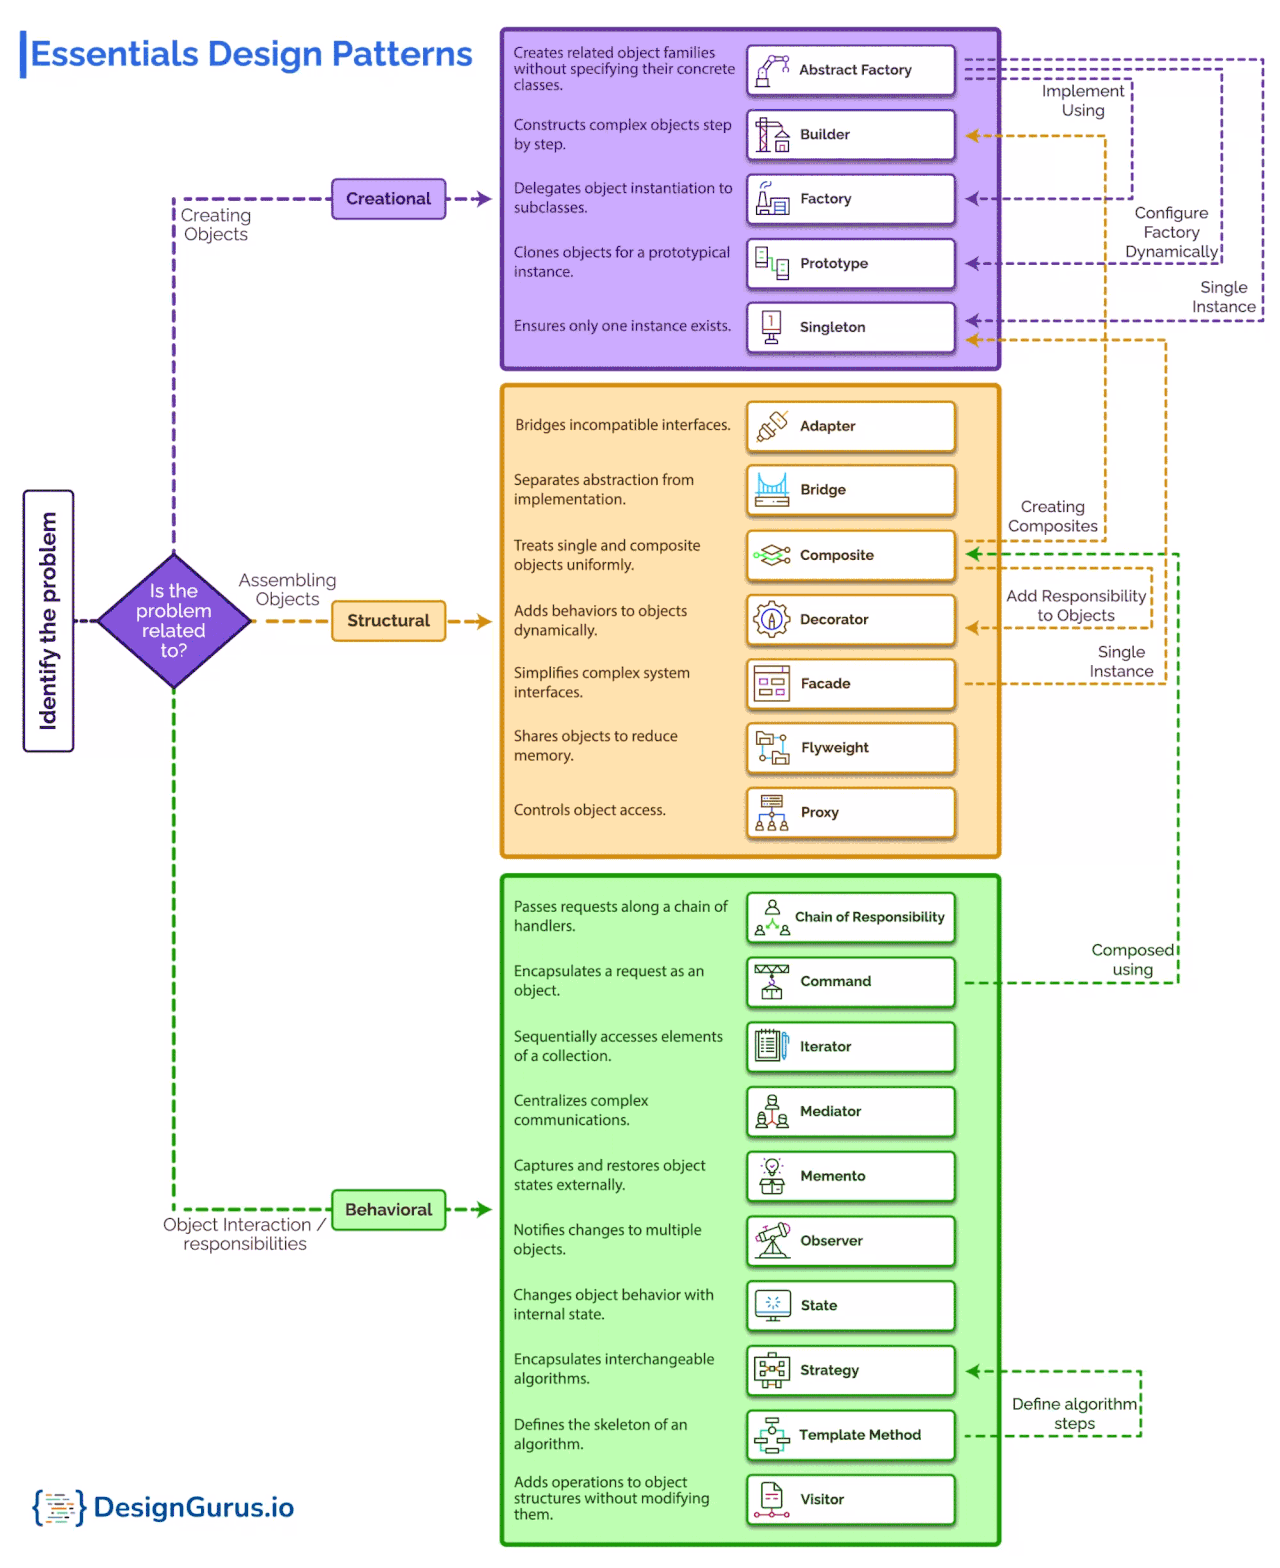 Essentials Design Patterns
Creates related object families
without specifying their concrete
classes.
Abstract Factory
Implement
Using
Constructs complex objects step
by step.
Builder
Creational
Delegates object instantiation to
subclasses.
Factory
Creating
Objects
Configure
Factory
Dynamically
Clones objects for a prototypical
instance.
Prototype
Single
Instance
Ensures only one instance exists.
1
Singleton
Bridges incompatible interfaces.
Adapter
Separates abstraction from
implementation.
Bridge
Creating
Composites
Treats single and composite
objects uniformly.
Composite
Identify the problem
Is the
problem
related
to?
Assembling
Objects
Structural
Adds behaviors to objects
dynamically.
Decorator
Add Responsibility
to Objects
Single
Instance
Simplifies complex system
interfaces.
Facade
Shares objects to reduce
memory.
Flyweight
Controls object access.
Proxy
Passes requests along a chain of
handlers.
Chain of Responsibility
Composed
using
Encapsulates a request as an
object.
Command
Sequentially accesses elements
of a collection.
Iterator
Centralizes complex
communications.
Mediator
Captures and restores object
states externally.
Memento
Behavioral
Object Interaction /
responsibilities
Notifies changes to multiple
objects.
Observer
Changes object behavior with
internal state.
State
Encapsulates interchangeable
algorithms.
Strategy
Define algorithm
steps
Defines the skeleton of an
algorithm.
Template Method
Adds operations to object
structures without modifying
them.
Visitor
{} DesignGurus.io